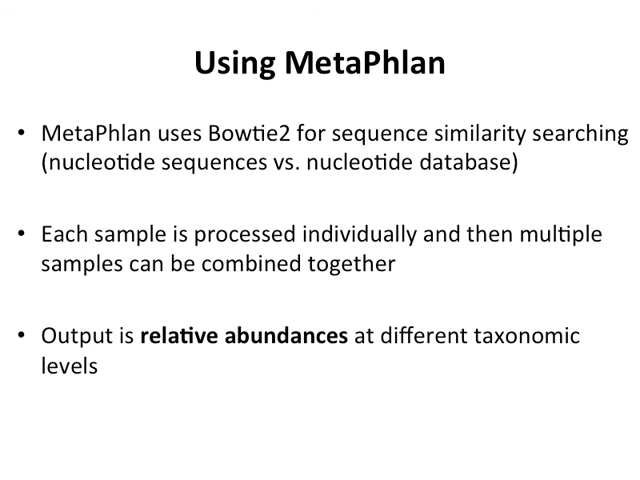 Using MetaPhlan
• MetaPhlan uses Bowtie2 for sequence similarity searching
(nucleotide sequences vs. nucleotide database)
• Each sample is processed individually and then multiple
samples can be combined together
• Output is relative abundances at different taxonomic
levels